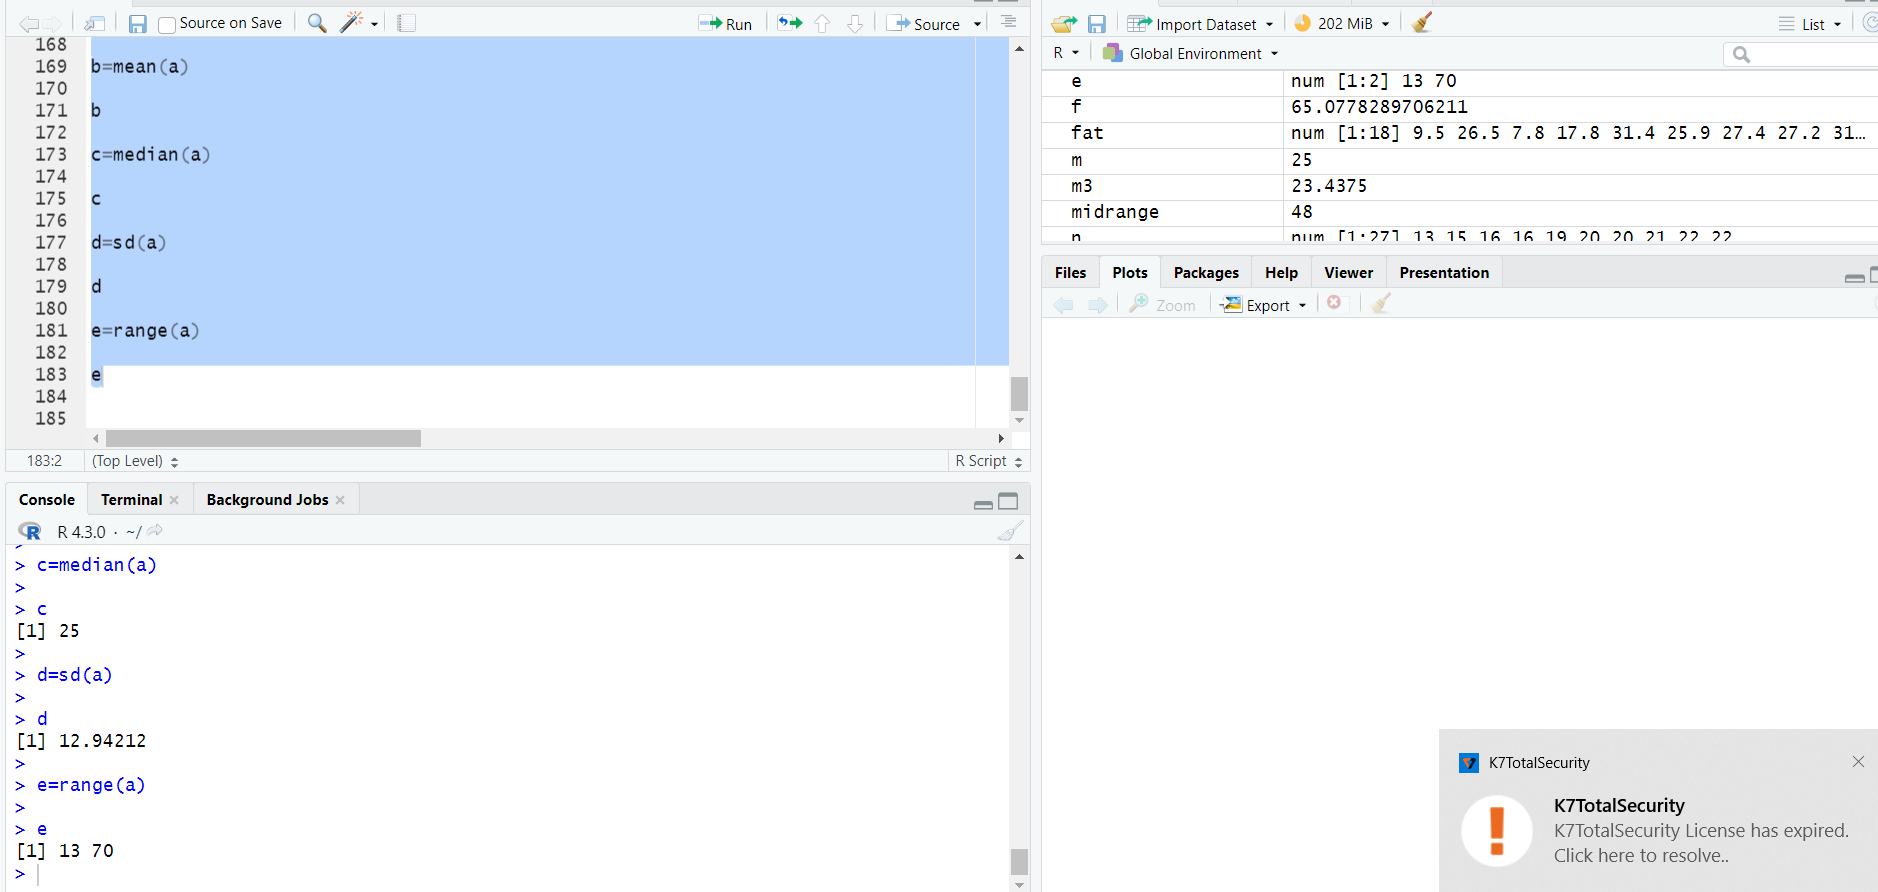 Source on Save
Run
Source
168
169 b=mean(a)
170
171 b
172
173 c=median(a)
174
175 c
176
177 d=sd(a)
178
179 d
180
181 e=range(a)
182
183 e
184
185
183:2 (Top Level) R Script
Console Terminal Background Jobs
R 4.3.0 · ~/
>
> c=median(a)
>
> c
[1] 25
>
> d=sd(a)
>
> d
[1] 12.94212
>
> e=range(a)
>
> e
[1] 13 70
>
Import Dataset 202 MiB List
R Global Environment
e num [1:2] 13 70
f 65.0778289706211
fat num [1:18] 9.5 26.5 7.8 17.8 31.4 25.9 27.4 27.2 31…
m 25
m3 23.4375
midrange 48
n num [1:27] 13 15 16 16 19 20 20 21 22 22
Files Plots Packages Help Viewer Presentation
Zoom Export
K7TotalSecurity
K7TotalSecurity
K7TotalSecurity License has expired.
Click here to resolve..